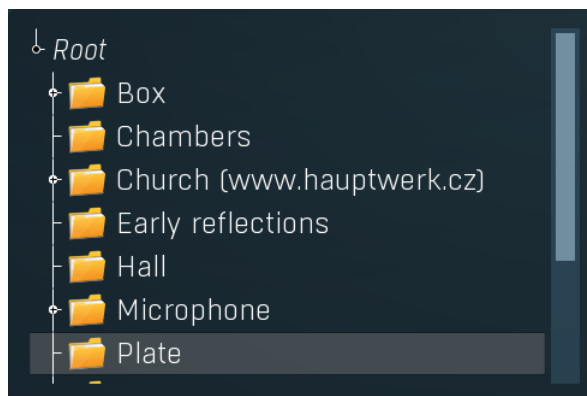 Root
Box
Chambers
Church (www.hauptwerk.cz)
Early reflections
Hall
Microphone
Plate